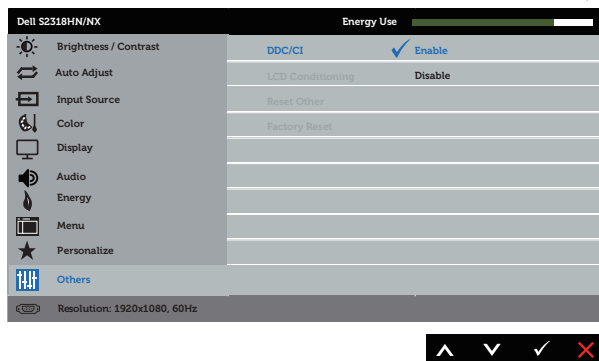 Dell S2318HN/NX Energy Use
Brightness / Contrast
DDC/CI Enable
Auto Adjust
LCD Conditioning Disable
Input Source
Reset Other
Color
Factory Reset
Display
Audio
Energy
Menu
Personalize
Others
Resolution: 1920x1080, 60Hz